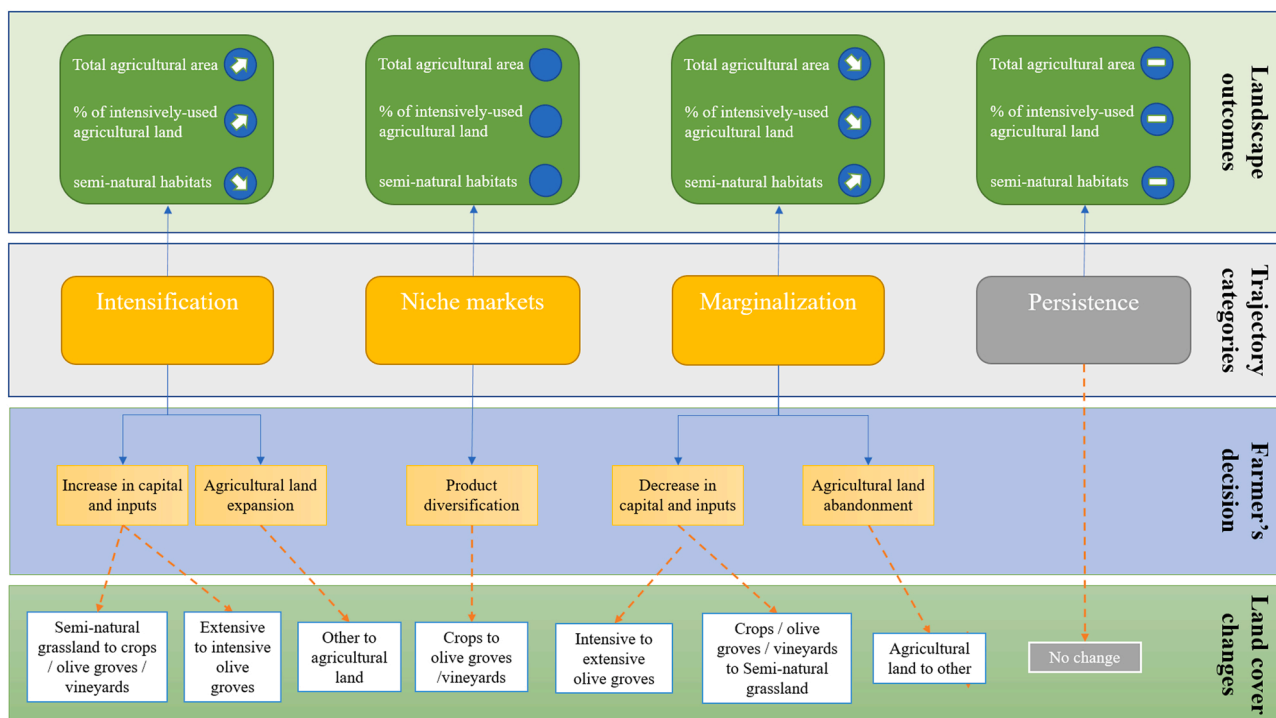 Total agricultural area
% of intensively-used
agricultural land
semi-natural habitats
Total agricultural area
% of intensively-used
agricultural land
semi-natural habitats
Total agricultural area
% of intensively-used
agricultural land
semi-natural habitats
Total agricultural area
% of intensively-used
agricultural land
semi-natural habitats
Landscape
outcomes
Intensification
Niche markets
Marginalization
Persistence
Trajectory
categories
Increase in capital
and inputs
Agricultural land
expansion
Product
diversification
Decrease in
capital and inputs
Agricultural land
abandonment
Farmer's
decision
Semi-natural
grassland to crops
/ olive groves /
vineyards
Extensive
to intensive
olive
groves
Other to
agricultural
land
Crops to
olive groves
/vineyards
Intensive to
extensive
olive groves
Crops / olive
groves / vineyards
to Semi-natural
grassland
Agricultural
land to other
No change
Land cover
changes